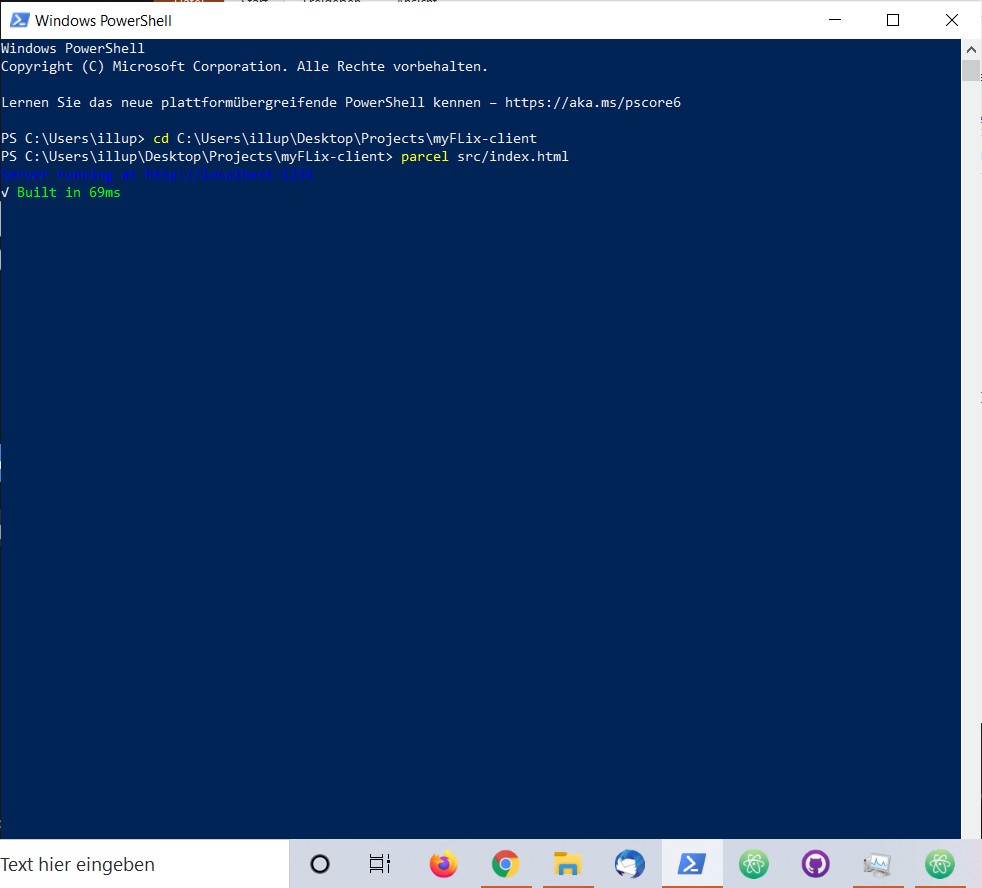 Windows PowerShell
Windows PowerShell
Copyright (C) Microsoft Corporation. Alle Rechte vorbehalten.
Lernen Sie das neue plattformübergreifende PowerShell kennen – https://aka.ms/pscore6
PS C:\Users\illup> cd C:\Users\illup\Desktop\Projects\myFLix-client
PS C:\Users\illup\Desktop\Projects\myFLix-client> parcel src/index.html
Server running at http://localhost:1234
√ Built in 69ms
Text hier eingeben